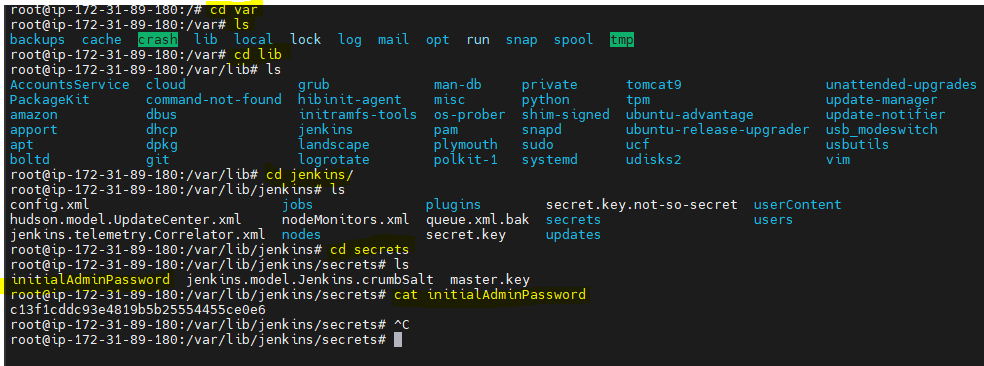 root@ip-172-31-89-180:/# cd var
root@ip-172-31-89-180:/var# ls
backups cache crash lib local lock log mail opt run snap spool tmp
root@ip-172-31-89-180:/var# cd lib
root@ip-172-31-89-180:/var/lib# ls
AccountsService cloud grub man-db private tomcat9 unattended-upgrades
PackageKit command-not-found hibinit-agent misc python tpm update-manager
amazon dbus initramfs-tools os-prober shim-signed ubuntu-advantage update-notifier
apport dhcp jenkins pam snapd ubuntu-release-upgrader usb_modeswitch
apt dpkg landscape plymouth sudo ucf usbutils
boltd git logrotate polkit-1 systemd udisks2 vim
root@ip-172-31-89-180:/var/lib# cd jenkins/
root@ip-172-31-89-180:/var/lib/jenkins# ls
config.xml jobs plugins secret.key.not-so-secret userContent
hudson.model.UpdateCenter.xml nodeMonitors.xml queue.xml.bak secrets users
jenkins.telemetry.Correlator.xml nodes secret.key updates
root@ip-172-31-89-180:/var/lib/jenkins# cd secrets
root@ip-172-31-89-180:/var/lib/jenkins/secrets# ls
initialAdminPassword jenkins.model.Jenkins.crumbSalt master.key
root@ip-172-31-89-180:/var/lib/jenkins/secrets# cat initialAdminPassword
c13f1cddc93e4819b5b25554455ce0e6
root@ip-172-31-89-180:/var/lib/jenkins/secrets# ^C
root@ip-172-31-89-180:/var/lib/jenkins/secrets#